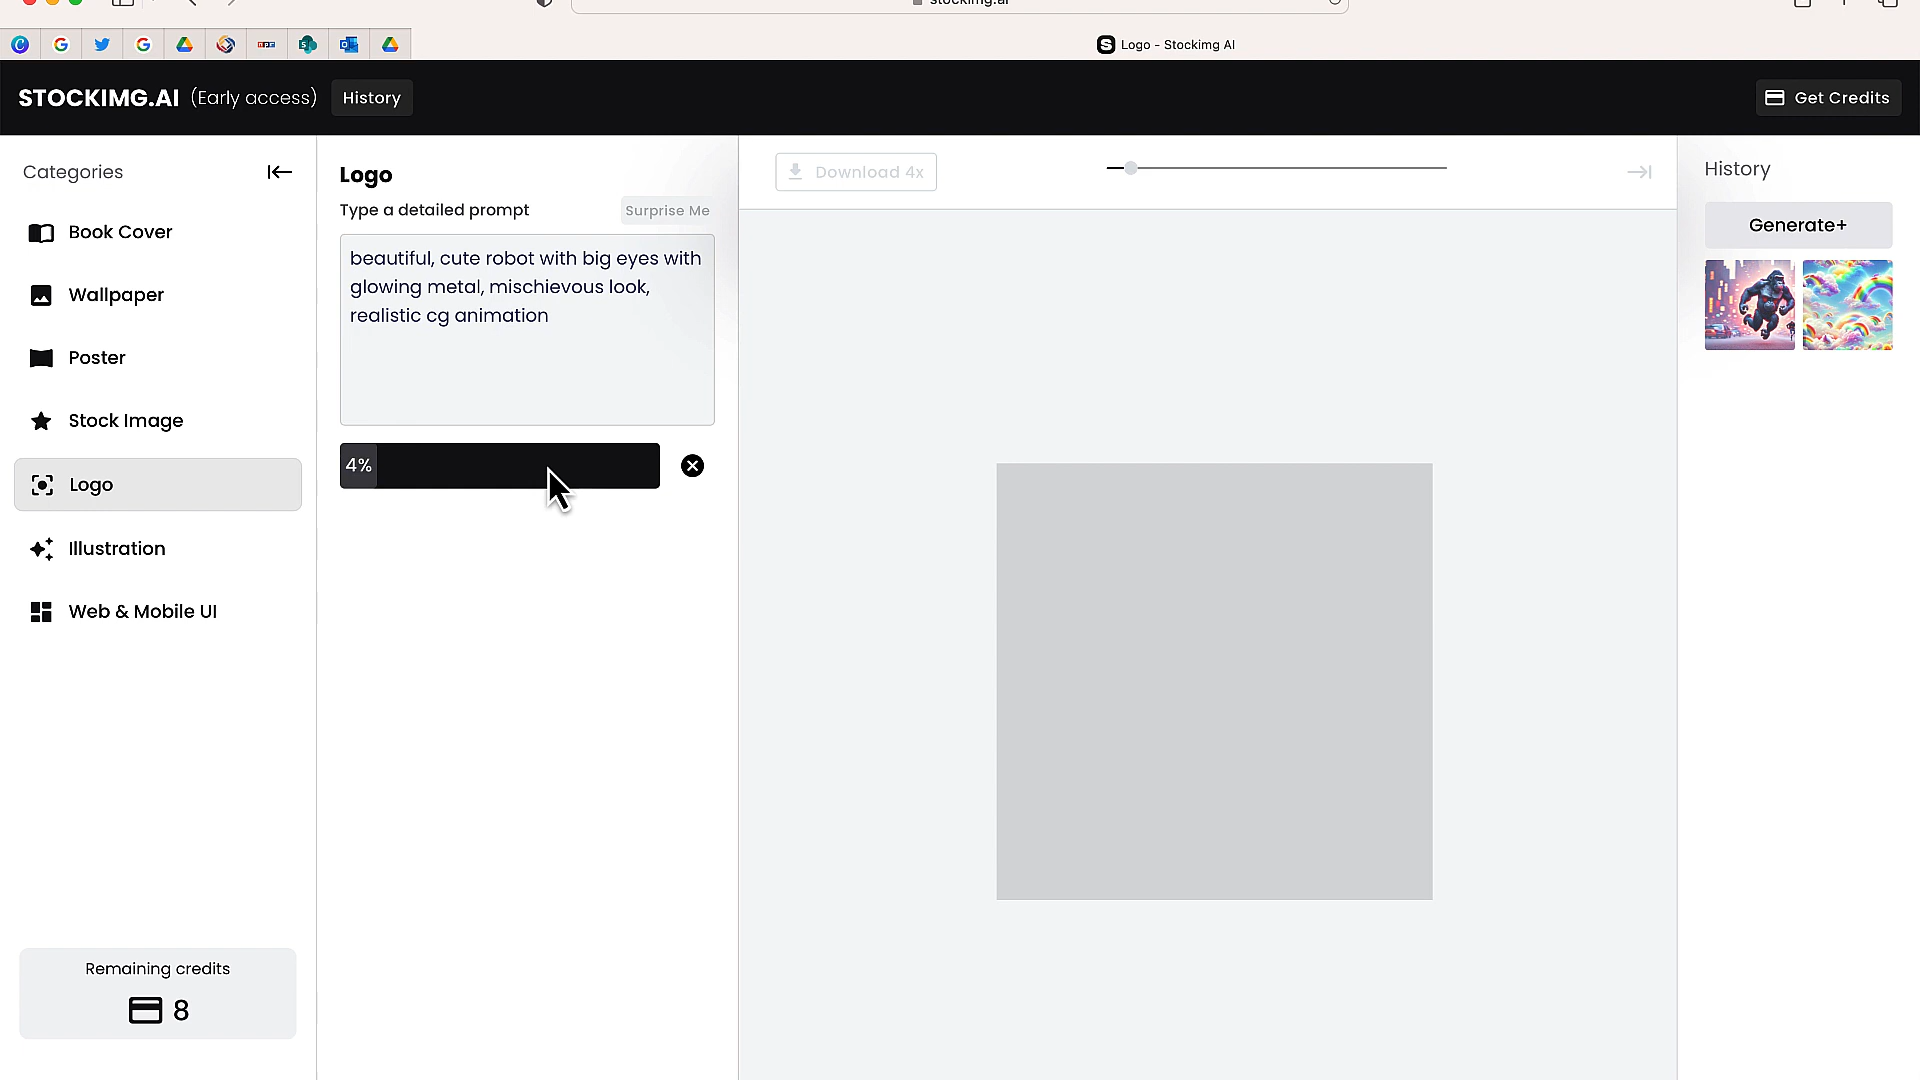 stockimg.ai
npr
Logo - Stockimg AI
STOCKIMG.AI (Early access) History
Get Credits
Categories
Book Cover
Wallpaper
Poster
Stock Image
Logo
Illustration
Web & Mobile UI
Remaining credits
8
Logo
Type a detailed prompt
Surprise Me
beautiful, cute robot with big eyes with
glowing metal, mischievous look,
realistic cg animation
4%
Download 4x
History
Generate+